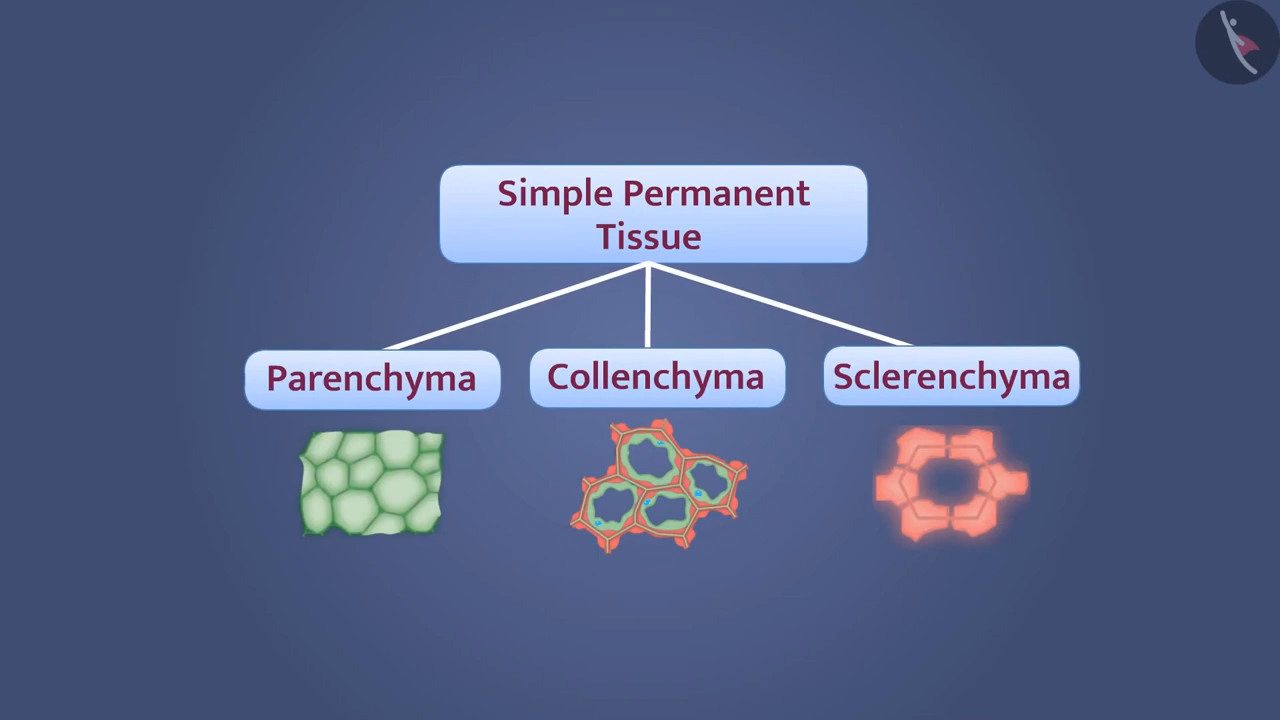 Simple Permanent
Tissue
Parenchyma
Collenchyma
Sclerenchyma